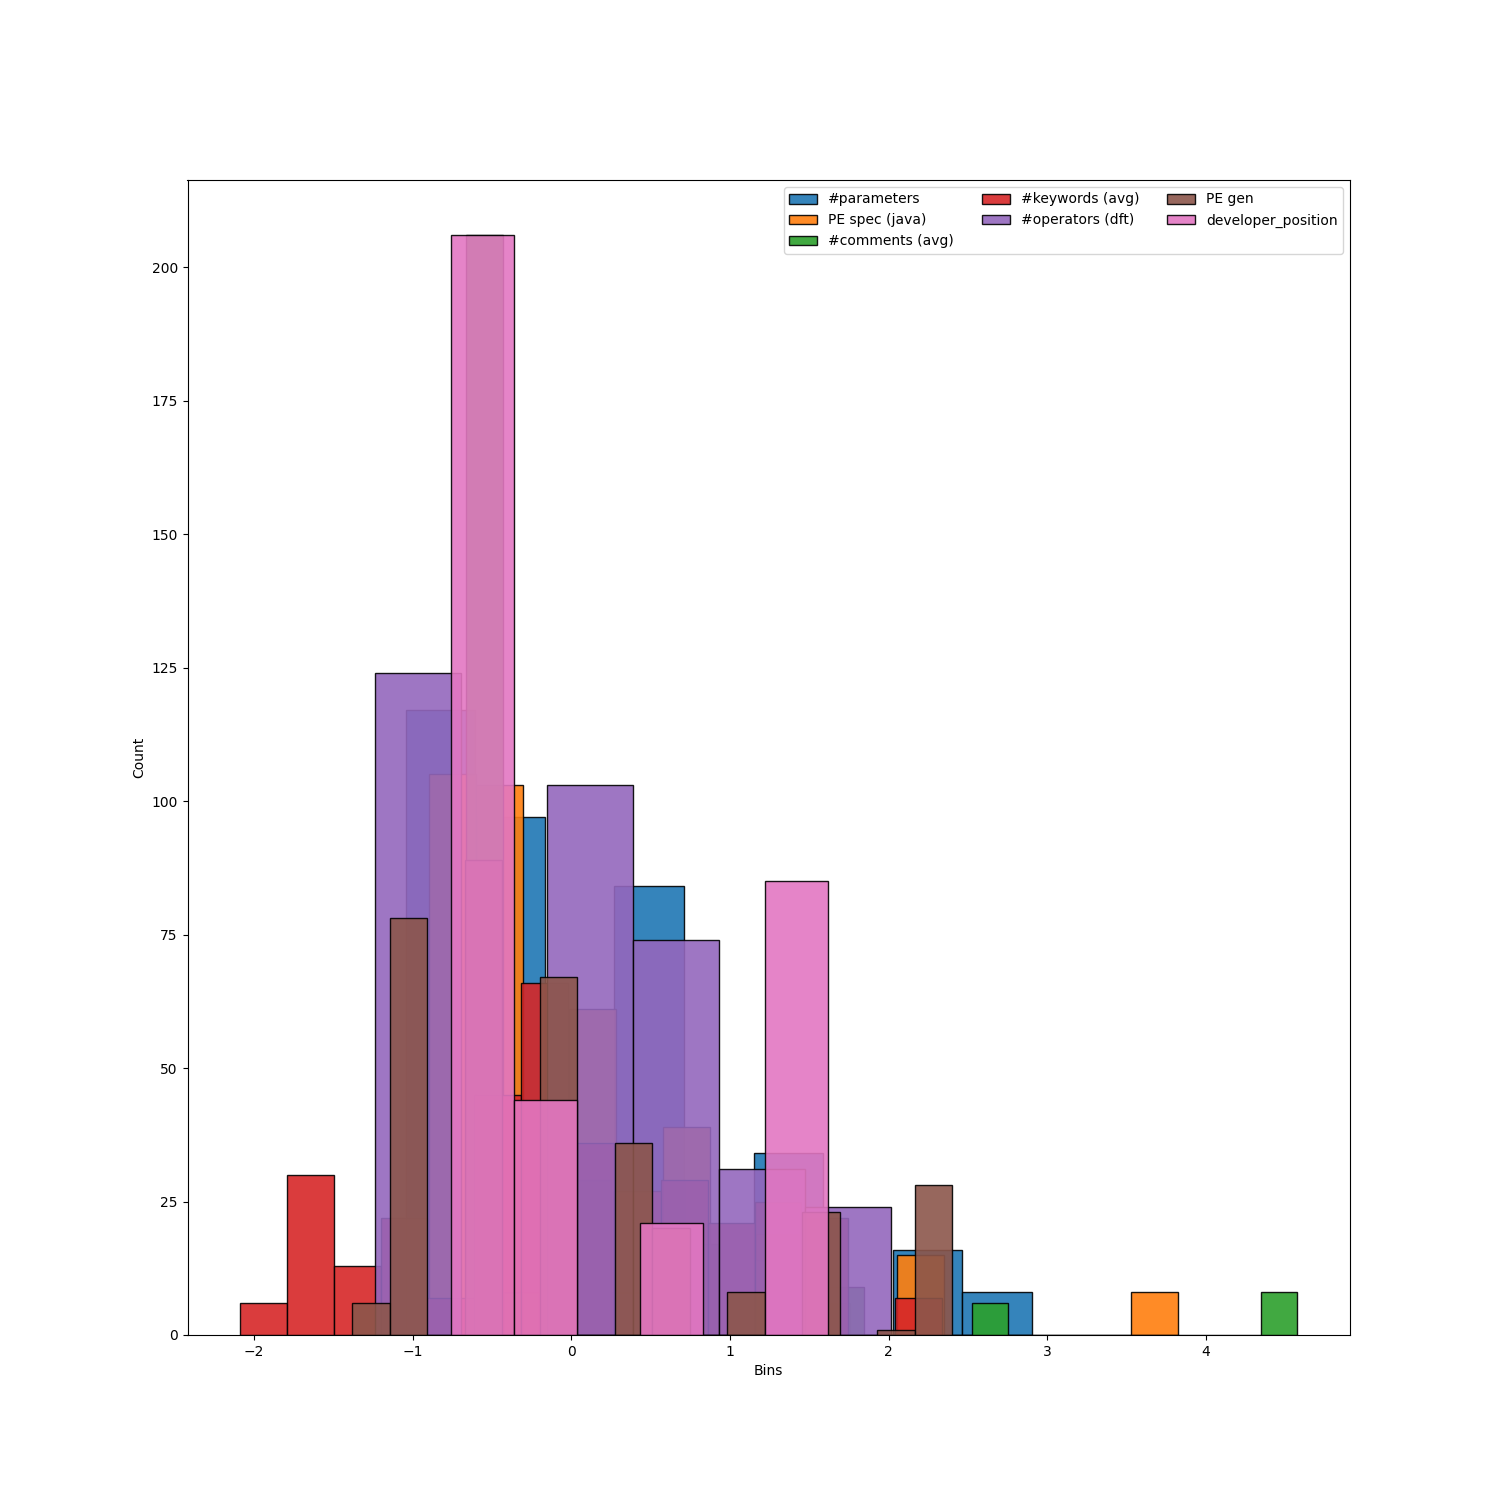 #parameters
PE spec (java)
#comments (avg)
#keywords (avg)
#operators (dft)
PE gen
developer_position
200
175
150
125
100
75
50
25
0
Count
−2 −1 0 1 2 3 4
Bins